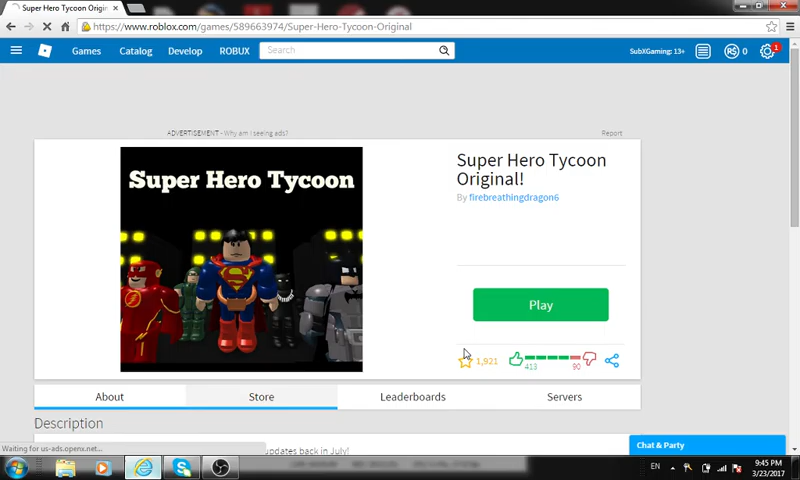 Super Hero Tycoon Origin
https://www.roblox.com/games/589663974/Super-Hero-Tycoon-Original
Games
Catalog
Develop
ROBUX
Search
SubXGaming: 13+
0
1
ADVERTISEMENT - Why am I seeing ads?
Report
Super Hero Tycoon
Super Hero Tycoon
Original!
By firebreathingdragon6
Play
1,921
413
90
About
Store
Leaderboards
Servers
Description
updates back in July!
Waiting for us-ads.openx.net...
Chat & Party
EN
9:45 PM
3/23/2017